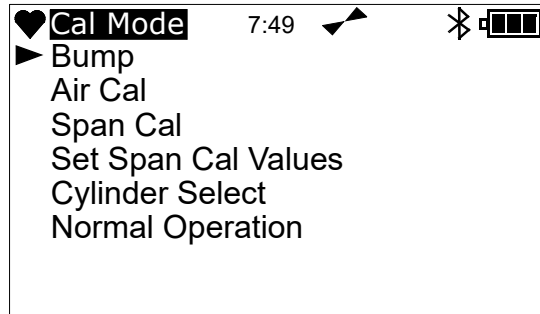 Cal Mode 7:49
Bump
Air Cal
Span Cal
Set Span Cal Values
Cylinder Select
Normal Operation